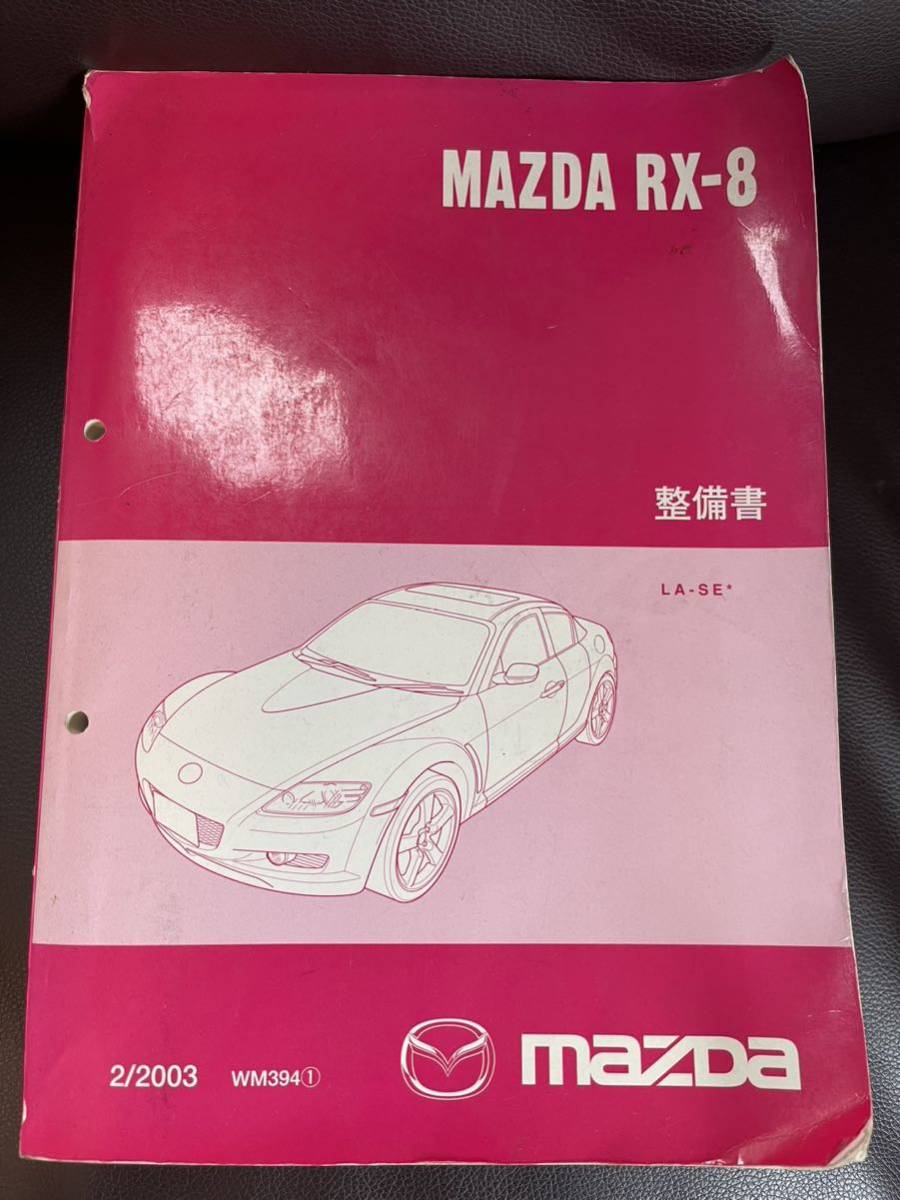 MAZDA RX-8
整備書
LA-SE*
2/2003 WM394①
mazda